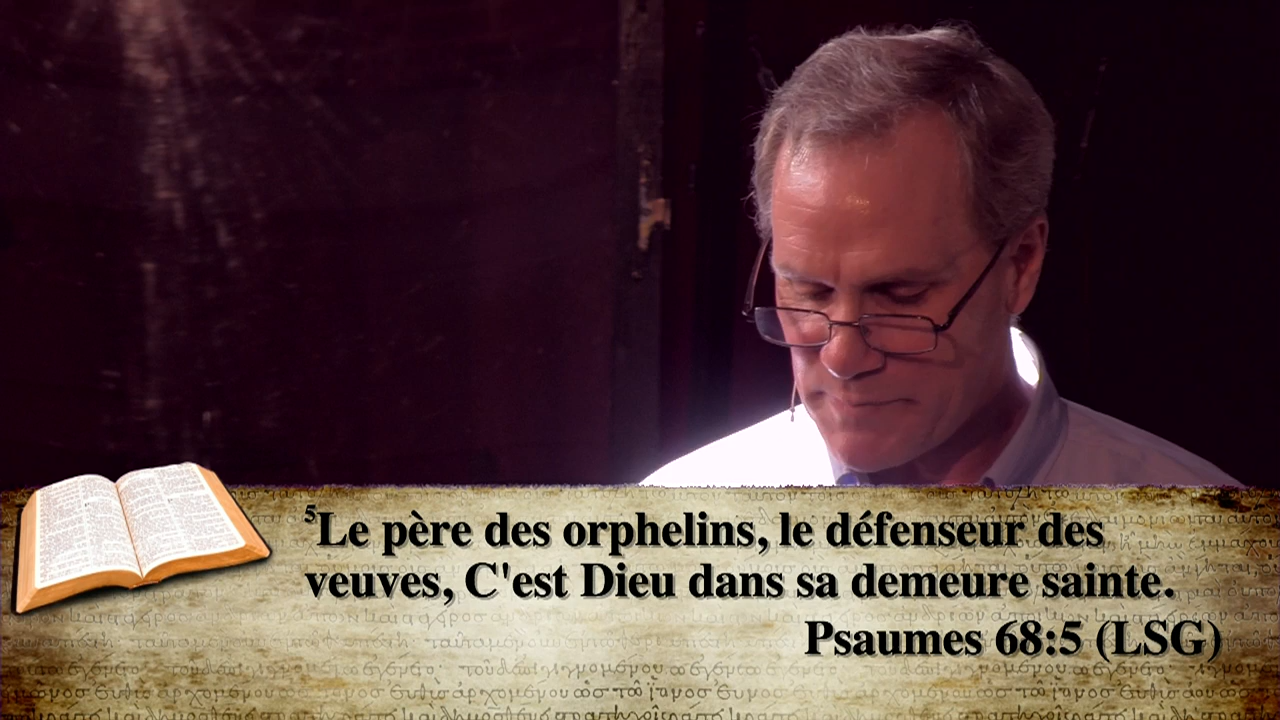 ⁵Le père des orphelins, le défenseur des
veuves, C'est Dieu dans sa demeure sainte.
Psaumes 68:5 (LSG)